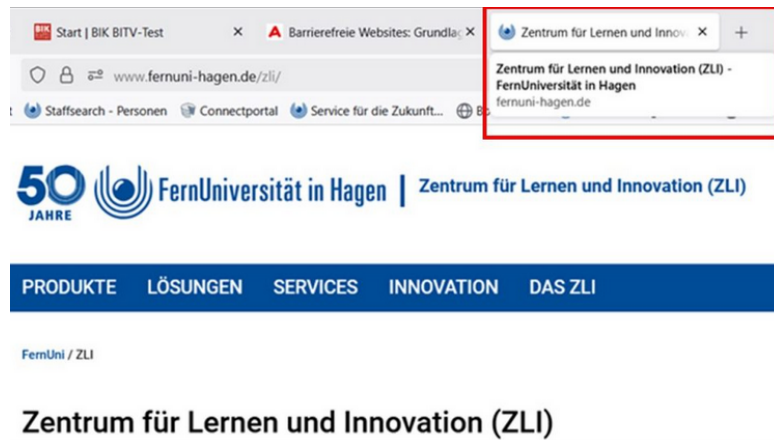 Start | BIK BITV-Test
Barrierefreie Websites: Grundlag
Zentrum für Lernen und Innov
www.fernuni-hagen.de/zli/
Zentrum für Lernen und Innovation (ZLI) -
FernUniversität in Hagen
fernuni-hagen.de
Staffsearch - Personen Connectportal Service für die Zukunft...
50
JAHRE
FernUniversität in Hagen | Zentrum für Lernen und Innovation (ZLI)
PRODUKTE LÖSUNGEN SERVICES INNOVATION DAS ZLI
FernUni / ZLI
Zentrum für Lernen und Innovation (ZLI)